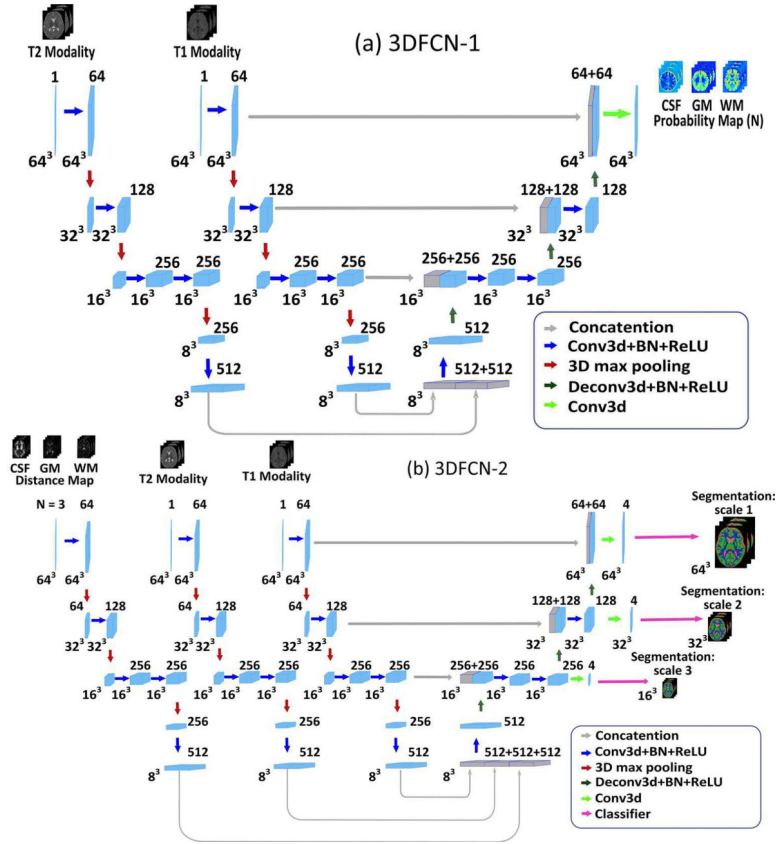 (a) 3DFCN-1
T2 Modality
T1 Modality
1 64
1 64
64+64
CSF GM WM
Probability Map (N)
64³ 64³
64³ 64³
64³ 64³
128
128
128+128 128
32³ 32³
32³ 32³
32³ 32³
256 256
256 256
256+256 256 256
16³ 16³ 16³
16³ 16³ 16³
16³ 16³ 16³
256
256
512
8³
8³
8³
512
512
512+512
8³
8³
8³
Concatention
Conv3d+BN+ReLU
3D max pooling
Deconv3d+BN+ReLU
Conv3d
(b) 3DFCN-2
CSF GM WM
Distance Map
T2 Modality
T1 Modality
N = 3 64
1 64
1 64
64+64 4
Segmentation:
scale 1
64³ 64³
64³ 64³
64³ 64³
64³ 64³
64³
64 128
64 128
64 128
128+128 128 4
Segmentation:
scale 2
32³ 32³
32³ 32³
32³ 32³
32³ 32³ 32³
32³
256 256
256 256
256 256
256+256 256 256 4
Segmentation:
scale 3
16³ 16³ 16³
16³ 16³ 16³
16³ 16³ 16³
16³ 16³ 16³
16³
256
256
256
512
512
512
512
512+512+512
8³
8³
8³
8³
Concatention
Conv3d+BN+ReLU
3D max pooling
Deconv3d+BN+ReLU
Conv3d
Classifier